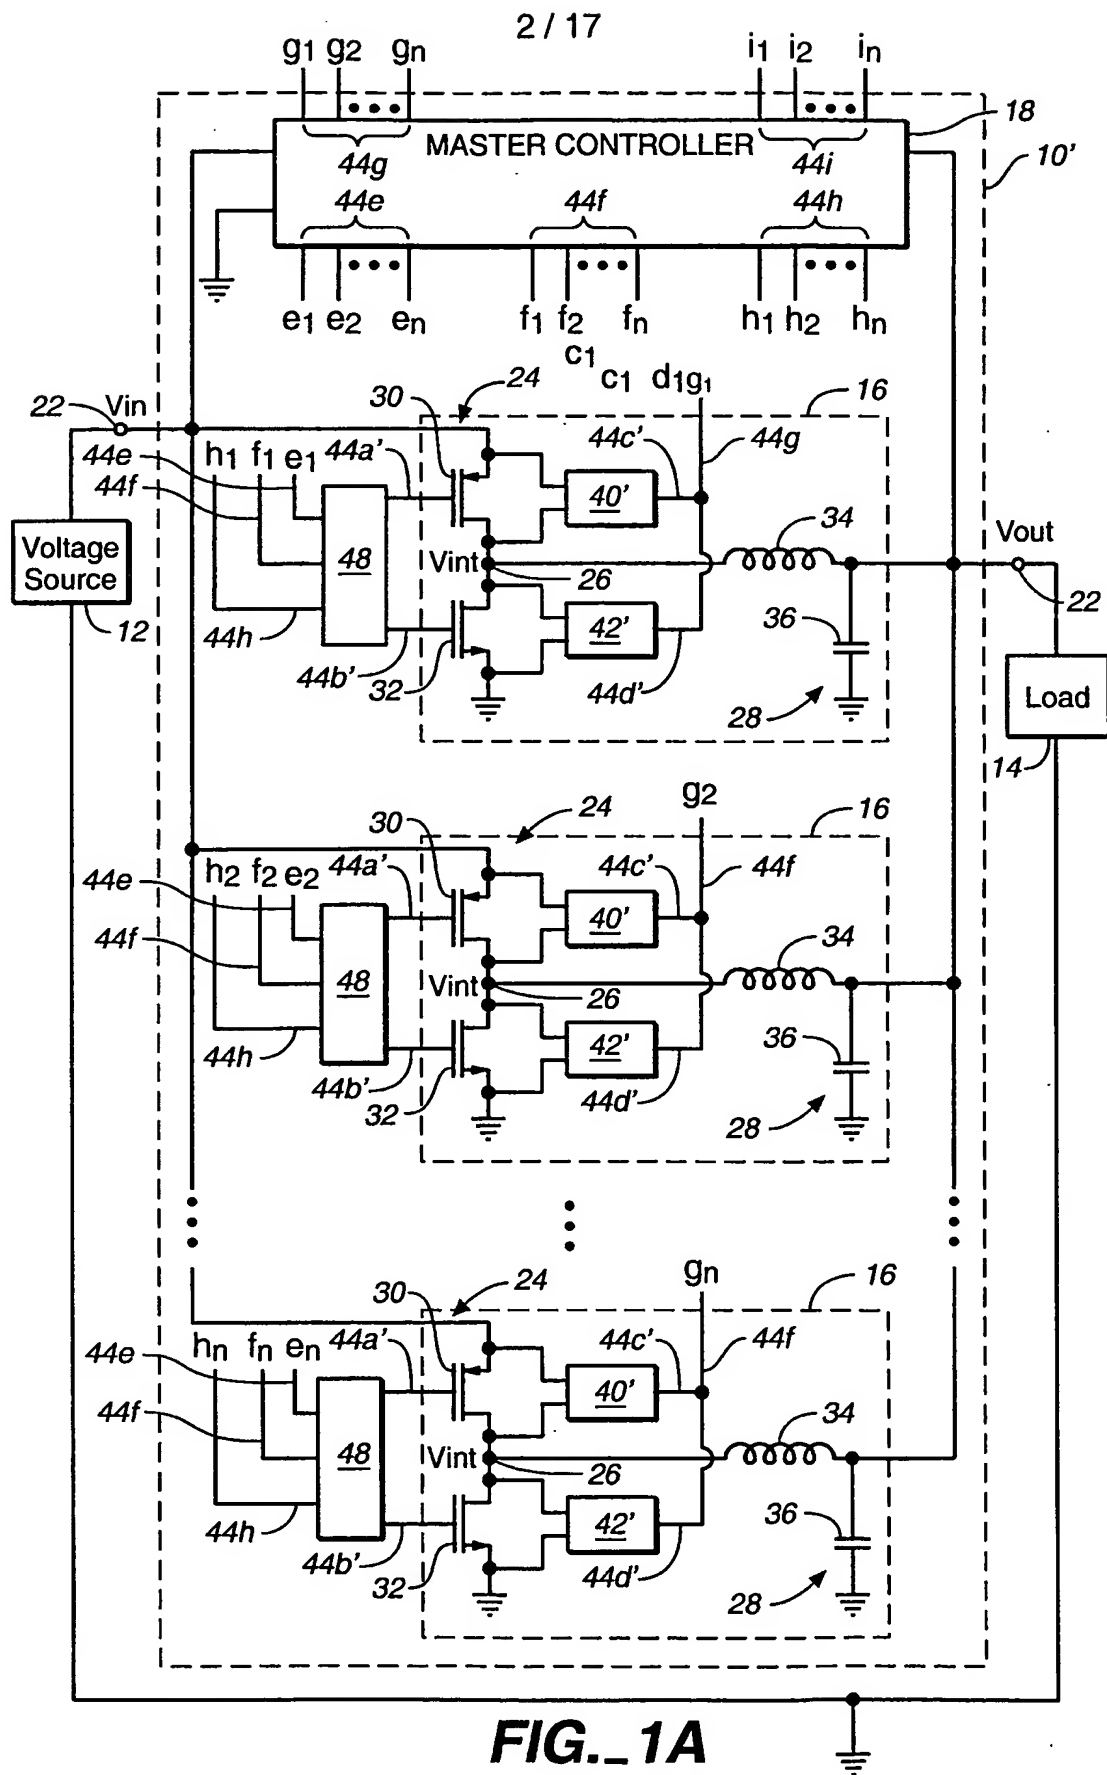 2 / 17
g1 g2 gn i1 i2 in
MASTER CONTROLLER
18
44g 44i
10'
44e 44f 44h
e1 e2 en f1 f2 fn h1 h2 hn
c1
c1 d1g1
22 Vin
30 24 16
h1 f1 e1 44a' 44c' 44g
44e
44f
40'
34
Vout
Voltage
Source
48
Vint
26
22
12
42'
36
44h
44b'
32
44d'
28
Load
14
g2
30 24 16
h2 f2 e2 44a' 44c' 44f
44e
40'
44f
34
48
Vint
26
42'
36
44h
44b'
32
44d'
28
gn
30 24 16
hn fn en 44a' 44c' 44f
44e
40'
44f
34
48
Vint
26
42'
36
44h
44b'
32
44d'
28
FIG._1A